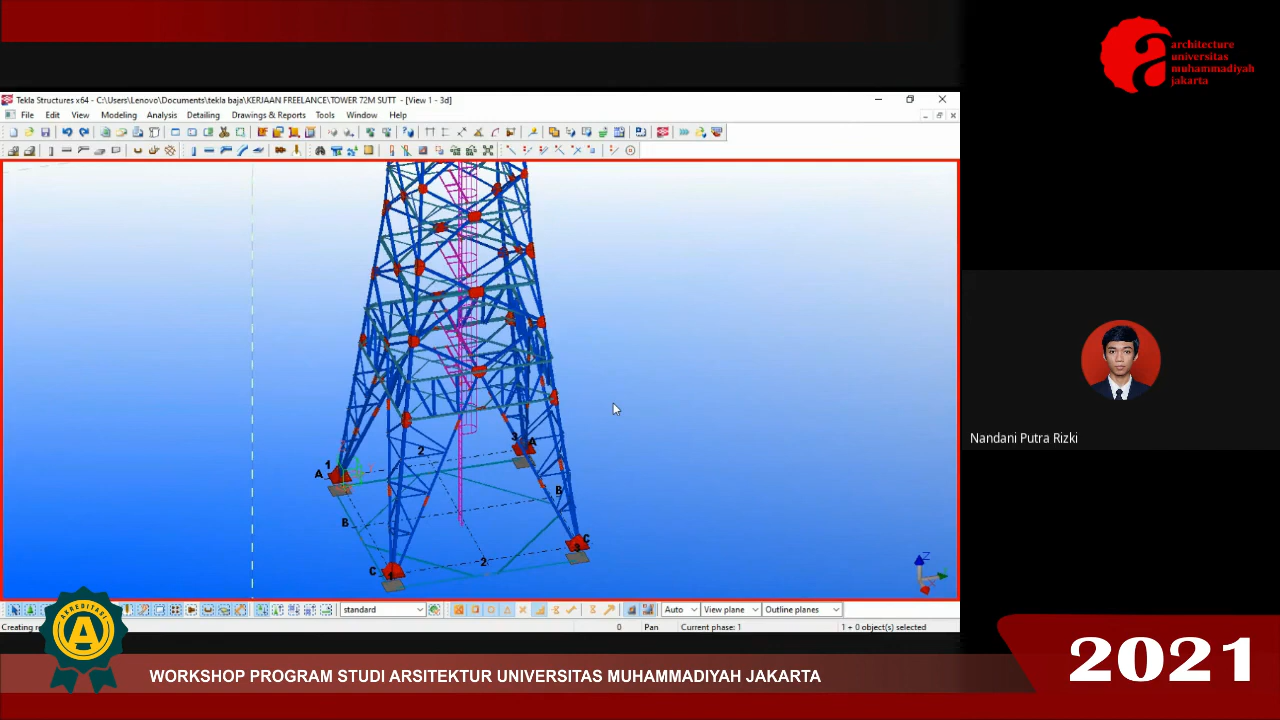 architecture
universitas
muhammadiyah
jakarta
Tekla Structures x64 - C:\Users\Lenovo\Documents\tekla baja\KERJAAN FREELANCE\TOWER 72M SUTT - [View 1 - 3d]
File Edit View Modeling Analysis Detailing Drawings & Reports Tools Window Help
Z
2
3 A
1
A
B
B
C
2
C
Nandani Putra Rizki
standard
Auto
View plane
Outline planes
Creating
0
Pan
Current phase: 1
1 + 0 object(s) selected
AKREDITASI
A
WORKSHOP PROGRAM STUDI ARSITEKTUR UNIVERSITAS MUHAMMADIYAH JAKARTA
2021